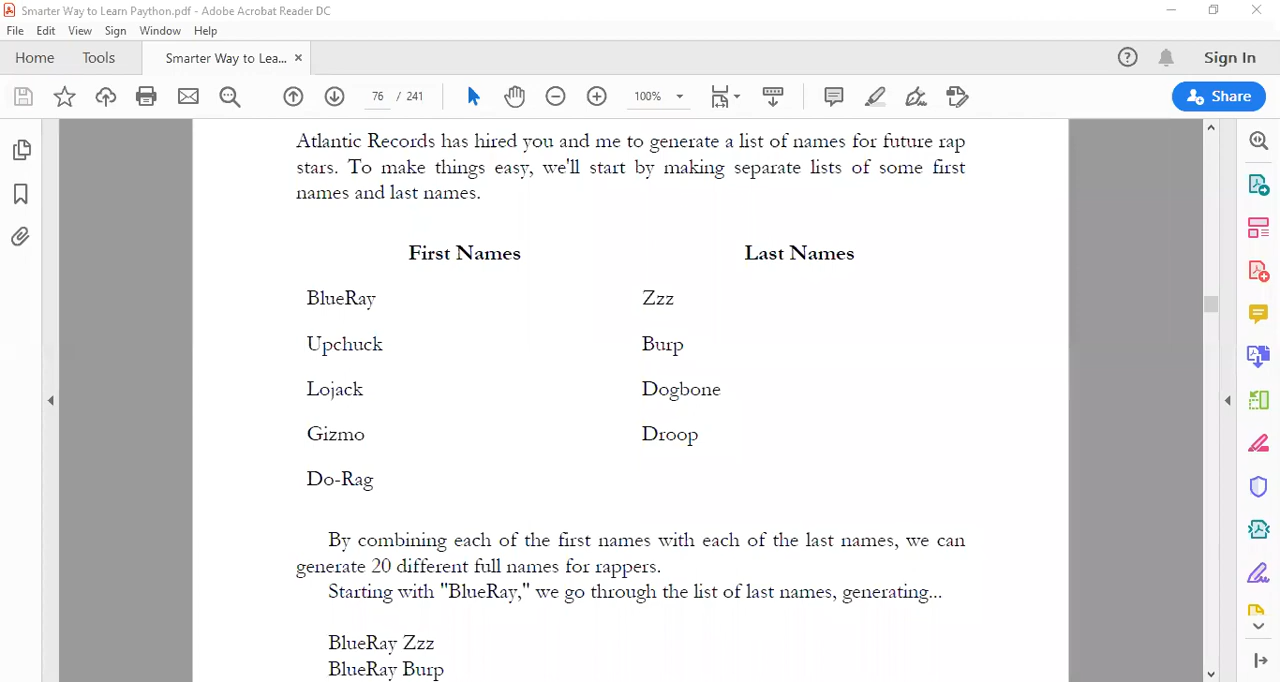 Smarter Way to Learn Paython.pdf - Adobe Acrobat Reader DC
File Edit View Sign Window Help
Home Tools Smarter Way to Lea... × Sign In
76 / 241 100% Share
Atlantic Records has hired you and me to generate a list of names for future rap
stars. To make things easy, we'll start by making separate lists of some first
names and last names.
First Names Last Names
BlueRay Zzz
Upchuck Burp
Lojack Dogbone
Gizmo Droop
Do-Rag
By combining each of the first names with each of the last names, we can
generate 20 different full names for rappers.
Starting with "BlueRay," we go through the list of last names, generating...
BlueRay Zzz
BlueRay Burp